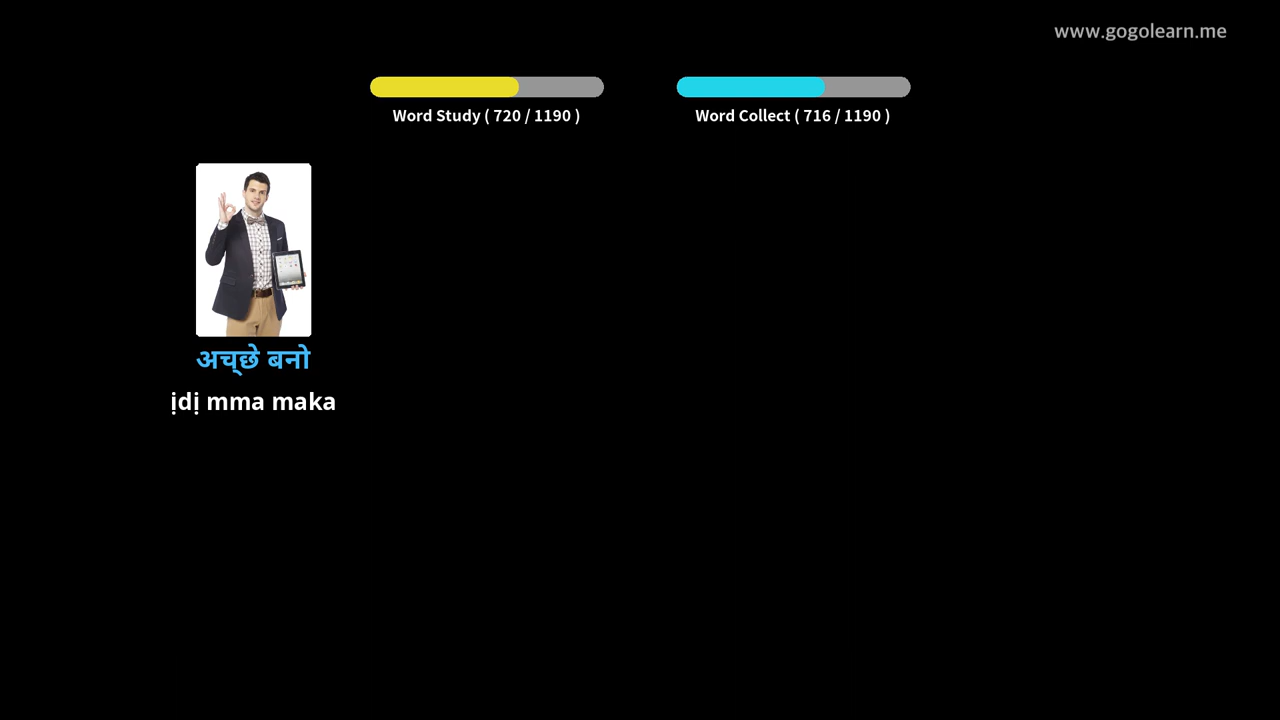 www.gogolearn.me
Word Study ( 720 / 1190 )
Word Collect ( 716 / 1190 )
अच्छे बनो
ịdị mma maka